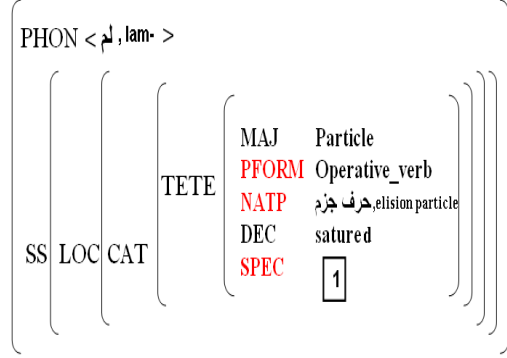 PHON < لم , lam- >
MAJ Particle
PFORM Operative_verb
TETE NATP حرف جزم,elision particle
DEC satured
SS LOC CAT SPEC 1